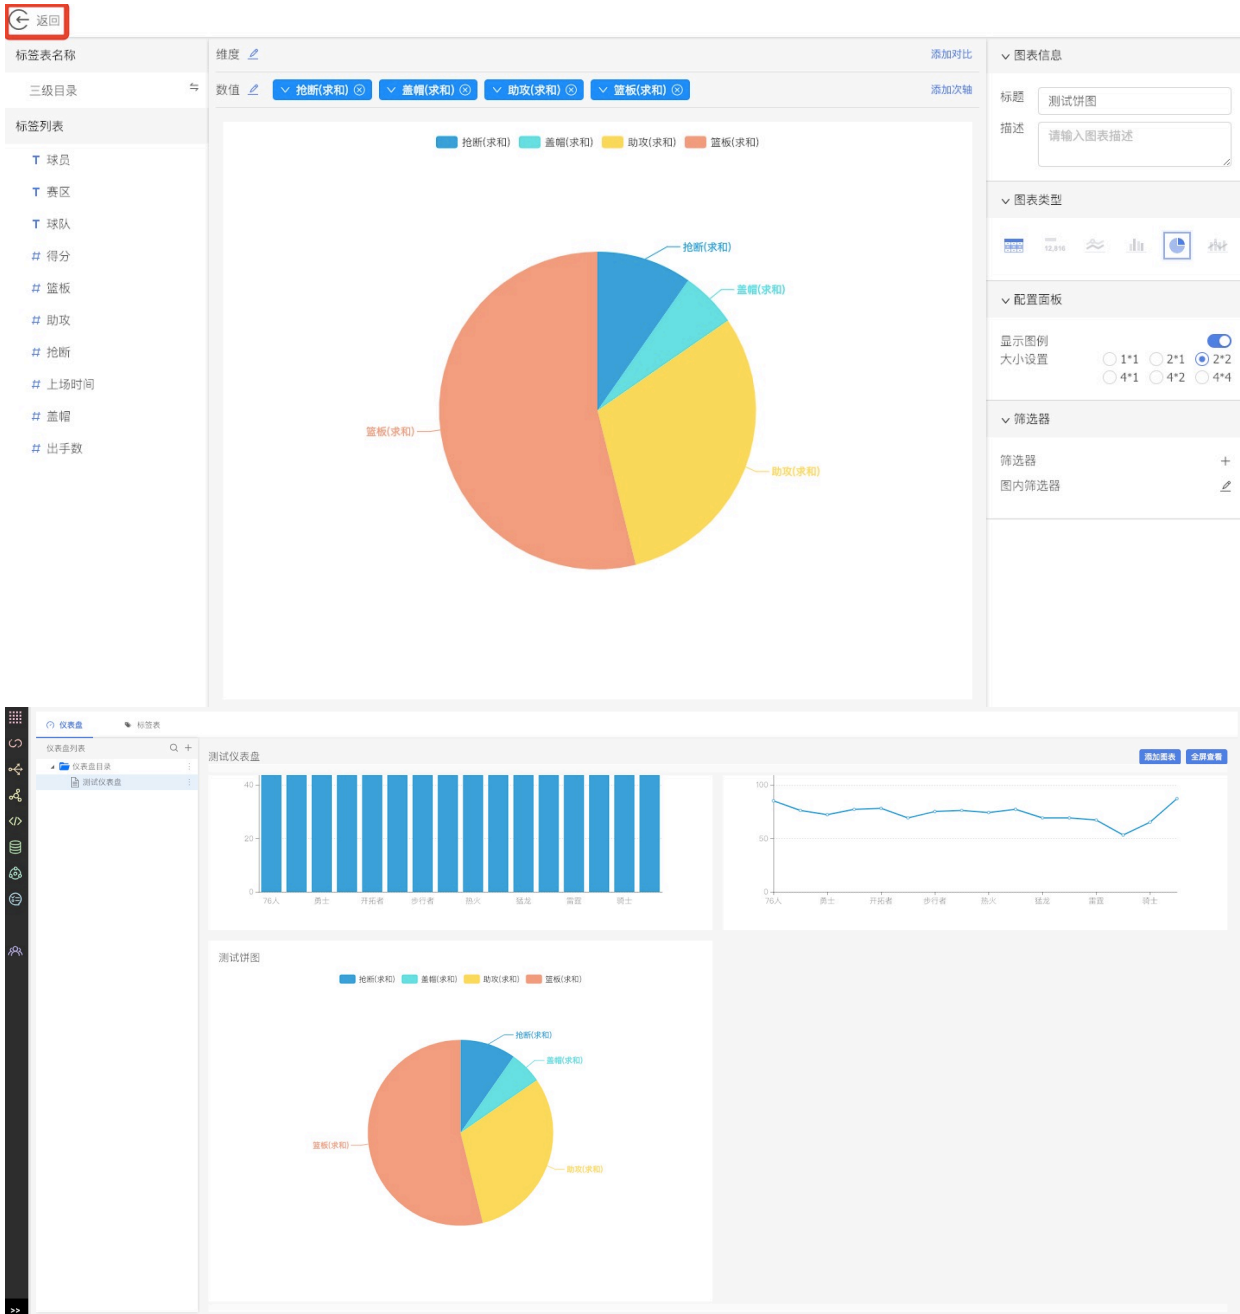 返回
标签表名称
三级目录
标签列表
T 球员
T 赛区
T 球队
# 得分
# 篮板
# 助攻
# 抢断
# 上场时间
# 盖帽
# 出手数
维度
添加对比
数值
抢断(求和)
盖帽(求和)
助攻(求和)
篮板(求和)
添加次轴
抢断(求和) 盖帽(求和) 助攻(求和) 篮板(求和)
抢断(求和)
盖帽(求和)
篮板(求和)
助攻(求和)
图表信息
标题 测试饼图
描述 请输入图表描述
图表类型
12,816
配置面板
显示图例
大小设置 1*1 2*1 2*2
4*1 4*2 4*4
筛选器
筛选器 +
图内筛选器
仪表盘 标签表
仪表盘列表
仪表盘目录
测试仪表盘
测试仪表盘
添加图表 全屏查看
40
20
0
76人 勇士 开拓者 步行者 热火 猛龙 雷霆 骑士
100
50
0
76人 勇士 开拓者 步行者 热火 猛龙 雷霆 骑士
测试饼图
抢断(求和) 盖帽(求和) 助攻(求和) 篮板(求和)
抢断(求和)
盖帽(求和)
篮板(求和)
助攻(求和)
>>